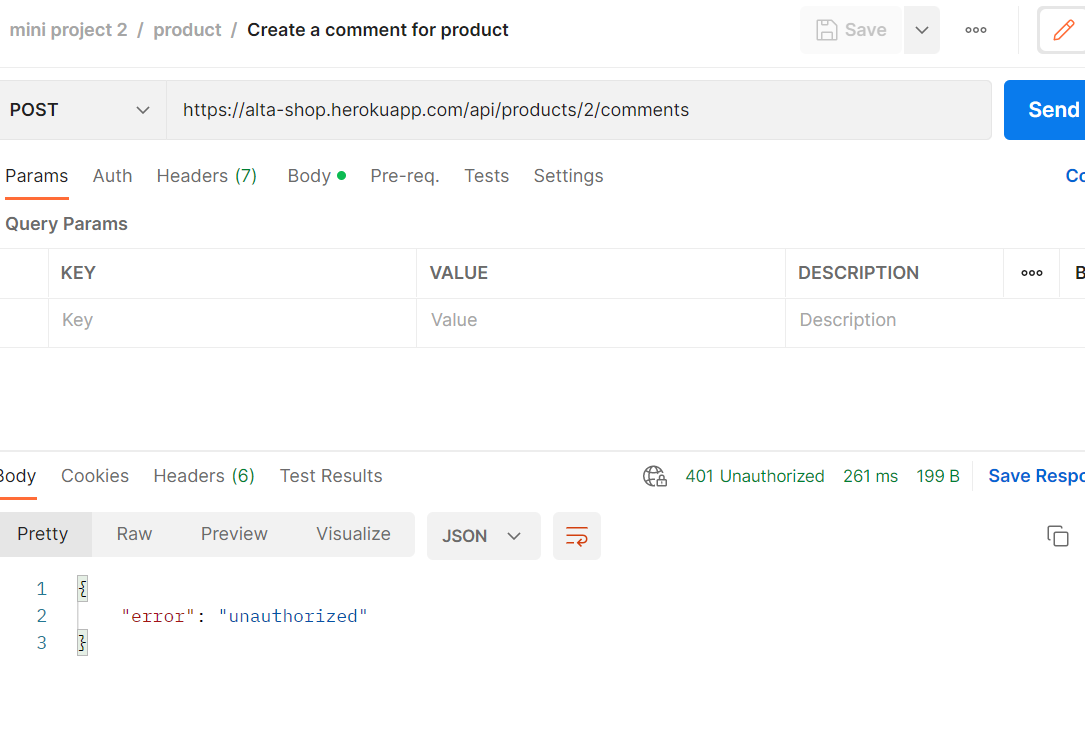 mini project 2 / product / Create a comment for product Save
POST https://alta-shop.herokuapp.com/api/products/2/comments Send
Params Auth Headers (7) Body Pre-req. Tests Settings Co
Query Params
KEY VALUE DESCRIPTION B
Key Value Description
Body Cookies Headers (6) Test Results 401 Unauthorized 261 ms 199 B Save Respo
Pretty Raw Preview Visualize JSON
1 {
2 "error": "unauthorized"
3 }